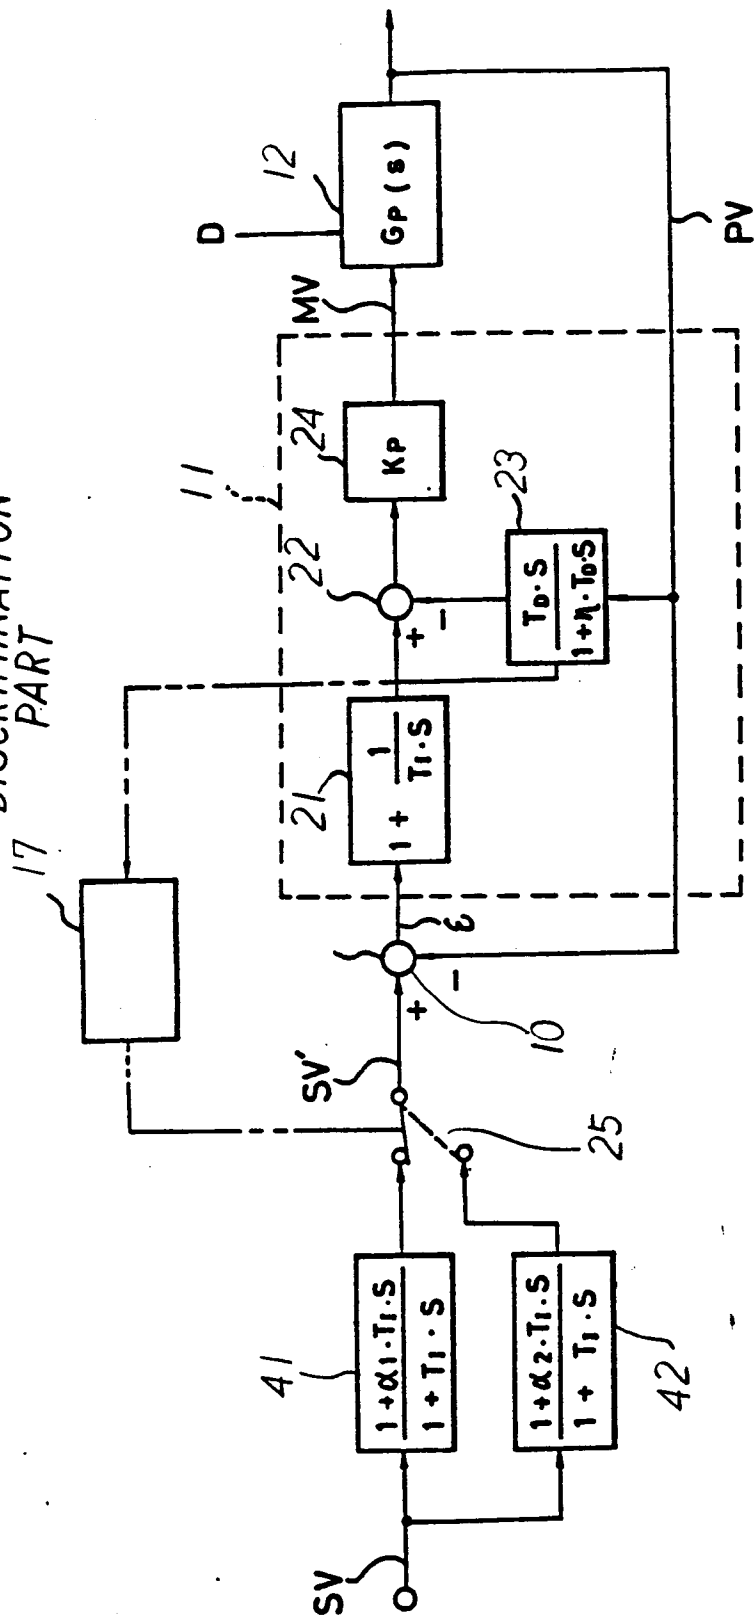 PART
17
11
12
D
SV
41
1+α1·TI·S
1+TI·S
42
1+α2·TI·S
1+TI·S
25
SV'
+
−
10
ε
21
1+ 1
TI·S
+
−
22
24
KP
23
TD·S
1+η·TD·S
MV
GP(s)
PV